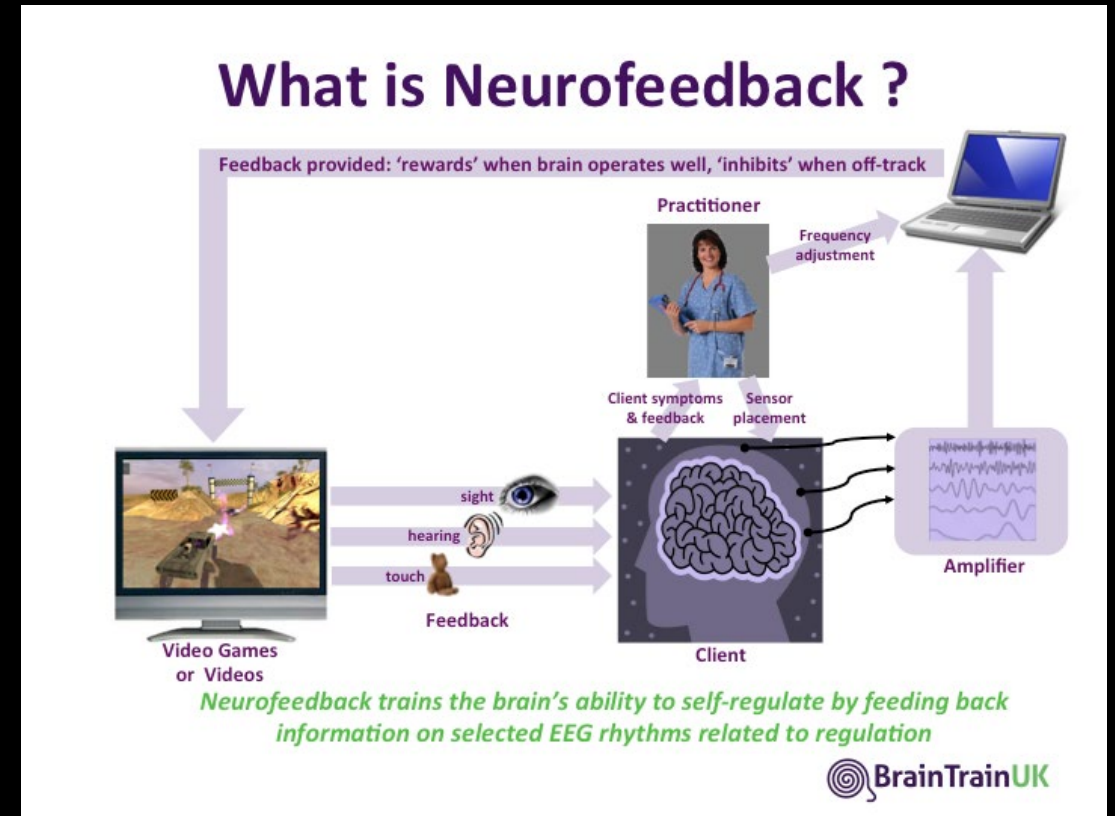 What is Neurofeedback ?
Feedback provided: ‘rewards’ when brain operates well, ‘inhibits’ when off-track
Practitioner
Frequency
adjustment
Client symptoms
& feedback
Sensor
placement
sight
hearing
touch
Feedback
Amplifier
Video Games
or Videos
Client
Neurofeedback trains the brain’s ability to self-regulate by feeding back
information on selected EEG rhythms related to regulation
BrainTrainUK